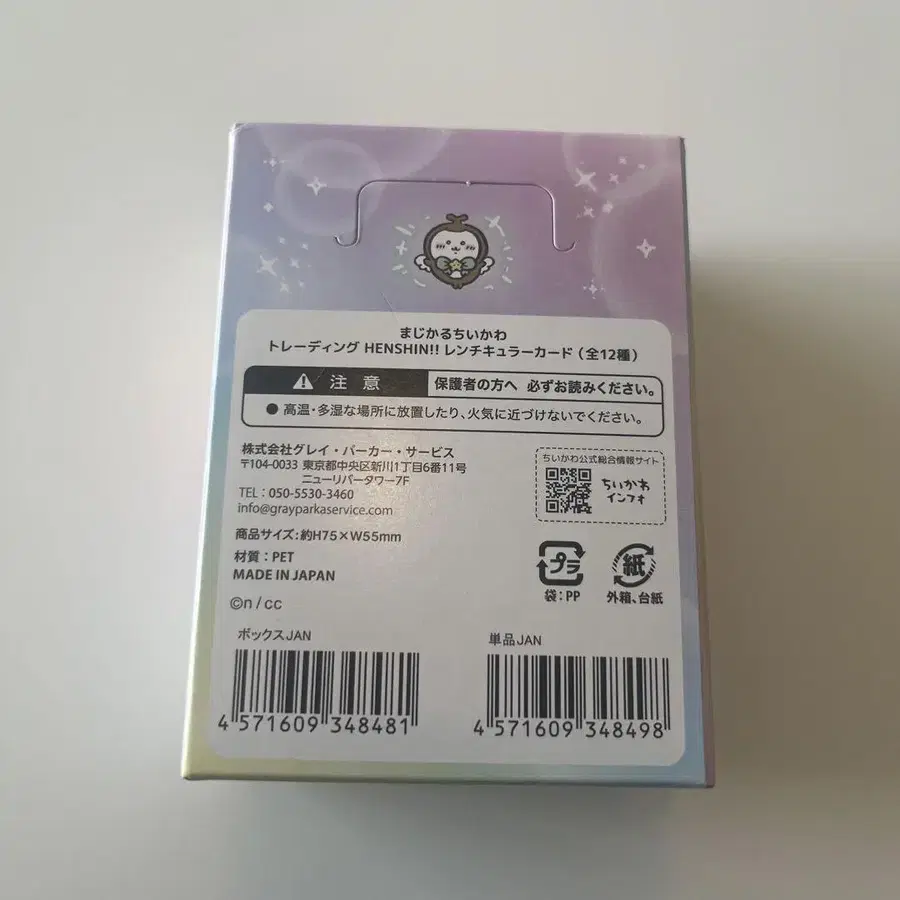 まじかるちいかわ
トレーディング HENSHIN!! レンチキュラーカード（全12種）
注意 保護者の方へ 必ずお読みください。
●高温・多湿な場所に放置したり、火気に近づけないでください。
株式会社グレイ・パーカー・サービス
〒104-0033 東京都中央区新川1丁目6番11号
ニューリバータワー7F
TEL：050-5530-3460
info@grayparkaservice.com
ちいかわ公式総合情報サイト
ちいかわ
インフォ
商品サイズ：約H75×W55mm
材質：PET
MADE IN JAPAN
プラ
袋：PP
紙
外箱、台紙
©n/cc
ボックスJAN
4 571609 348481
単品JAN
4 571609 348498